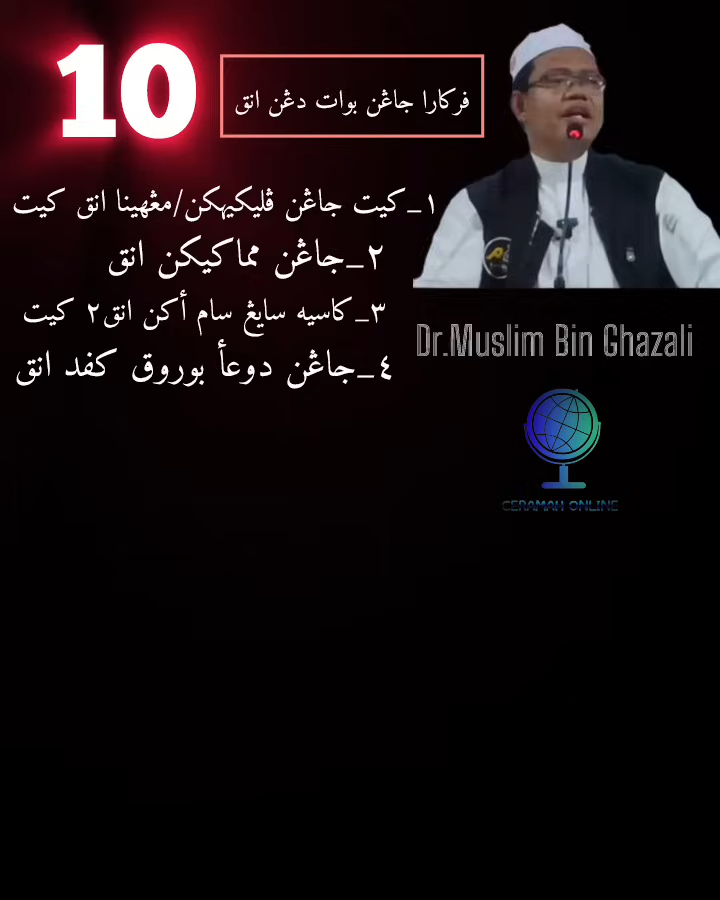 10
فركارا جاڠن بوات دڠن انق
١_كيت جاڠن ڤليكيهكن/مڠهينا انق كيت
٢_جاڠن مماكيكن انق
٣_كاسيه سايڠ سام أكن انق٢ كيت
٤_جاڠن دوعأ بوروق كفد انق
Dr.Muslim Bin Ghazali
CERAMAH ONLINE